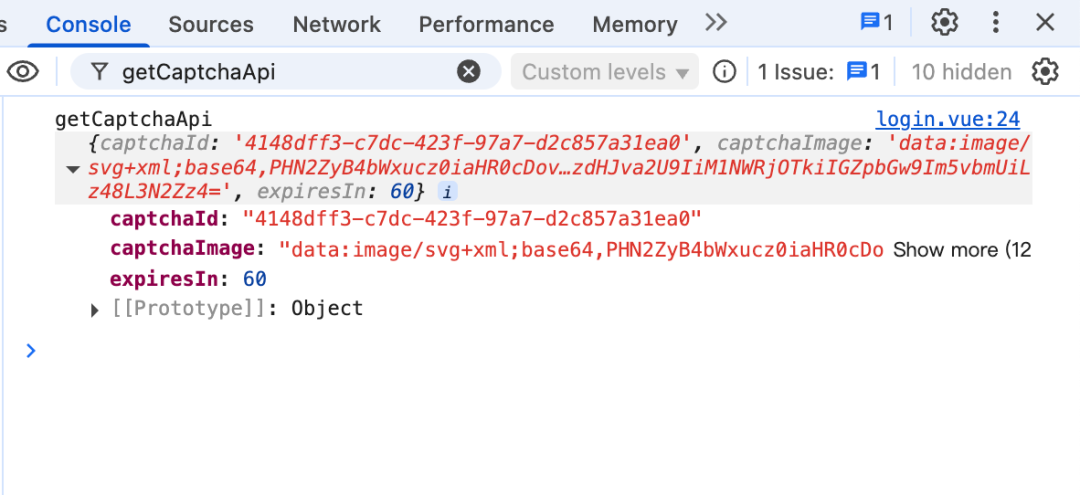 s Console Sources Network Performance Memory 1
getCaptchaApi Custom levels ▼ 1 Issue: 1 10 hidden
getCaptchaApi login.vue:24
{captchaId: '4148dff3-c7dc-423f-97a7-d2c857a31ea0', captchaImage: 'data:image/
svg+xml;base64,PHN2ZyB4bWxucz0iaHR0cDov…zdHJva2U9IiM1NWRjOTkiIGZpbGw9Im5vbmUiL
z48L3N2Zz4=', expiresIn: 60} i
captchaId: "4148dff3-c7dc-423f-97a7-d2c857a31ea0"
captchaImage: "data:image/svg+xml;base64,PHN2ZyB4bWxucz0iaHR0cDo Show more (12
expiresIn: 60
[[Prototype]]: Object